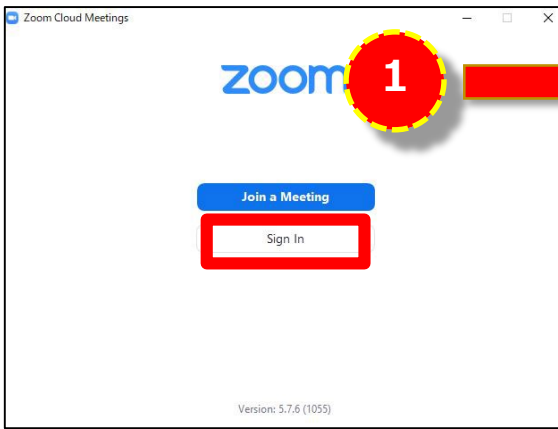 Zoom Cloud Meetings
zoom
1
Join a Meeting
Sign In
Version: 5.7.6 (1055)